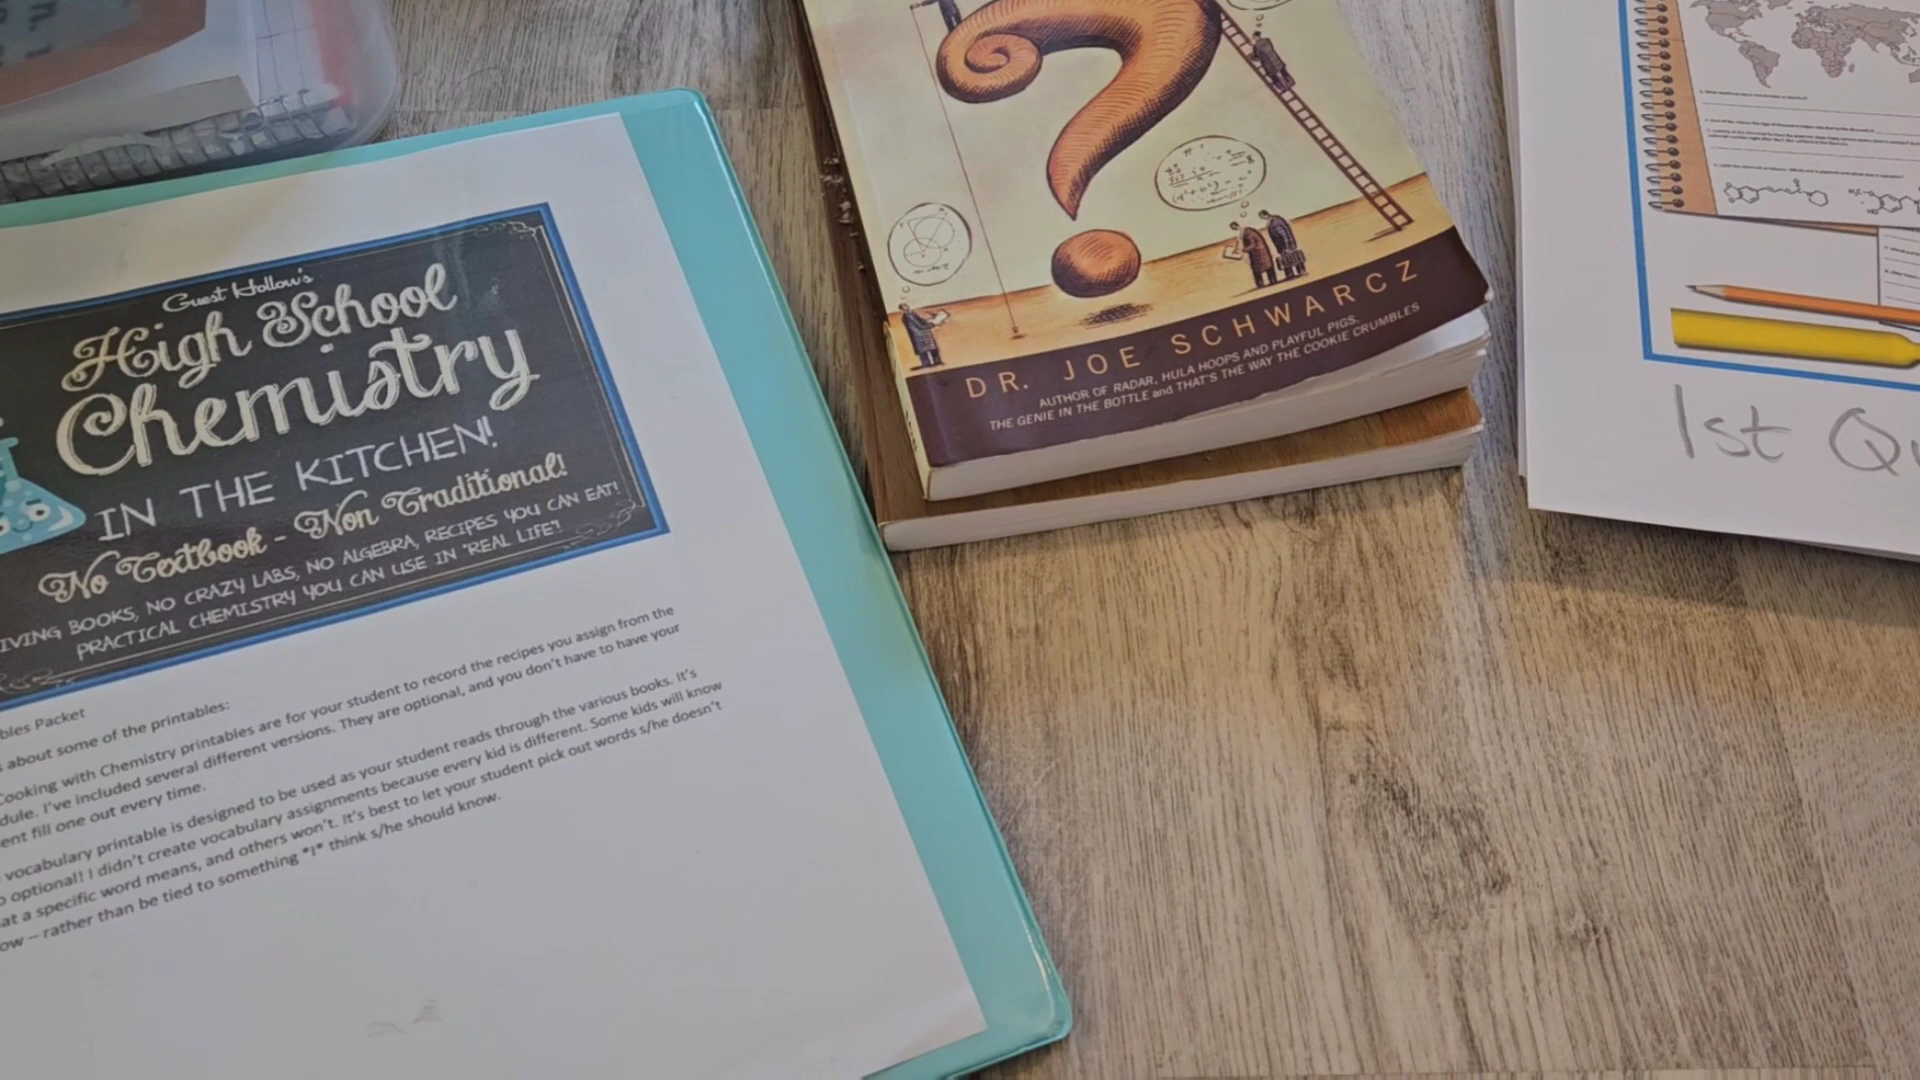 Guest Hollow's
High School
Chemistry
IN THE KITCHEN!
No Textbook - Non Traditional!
IVING BOOKS, NO CRAZY LABS, NO ALGEBRA, RECIPES YOU CAN EAT!
PRACTICAL CHEMISTRY YOU CAN USE IN "REAL LIFE"!
bles Packet
about some of the printables:
Cooking with Chemistry printables are for your student to record the recipes you assign from the
dule. I've included several different versions. They are optional, and you don't have to have your
ent fill one out every time.
vocabulary printable is designed to be used as your student reads through the various books. It's
o optional! I didn't create vocabulary assignments because every kid is different. Some kids will know
at a specific word means, and others won't. It's best to let your student pick out words s/he doesn't
ow – rather than be tied to something *I* think s/he should know.
DR. JOE SCHWARCZ
AUTHOR OF RADAR, HULA HOOPS AND PLAYFUL PIGS,
THE GENIE IN THE BOTTLE and THAT'S THE WAY THE COOKIE CRUMBLES
1st Qu